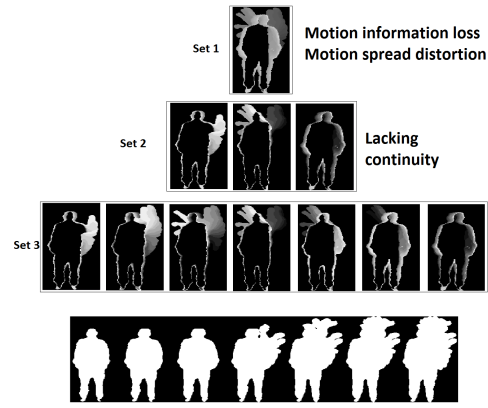 Set 1
Motion information loss
Motion spread distortion
Set 2
Lacking
continuity
Set 3